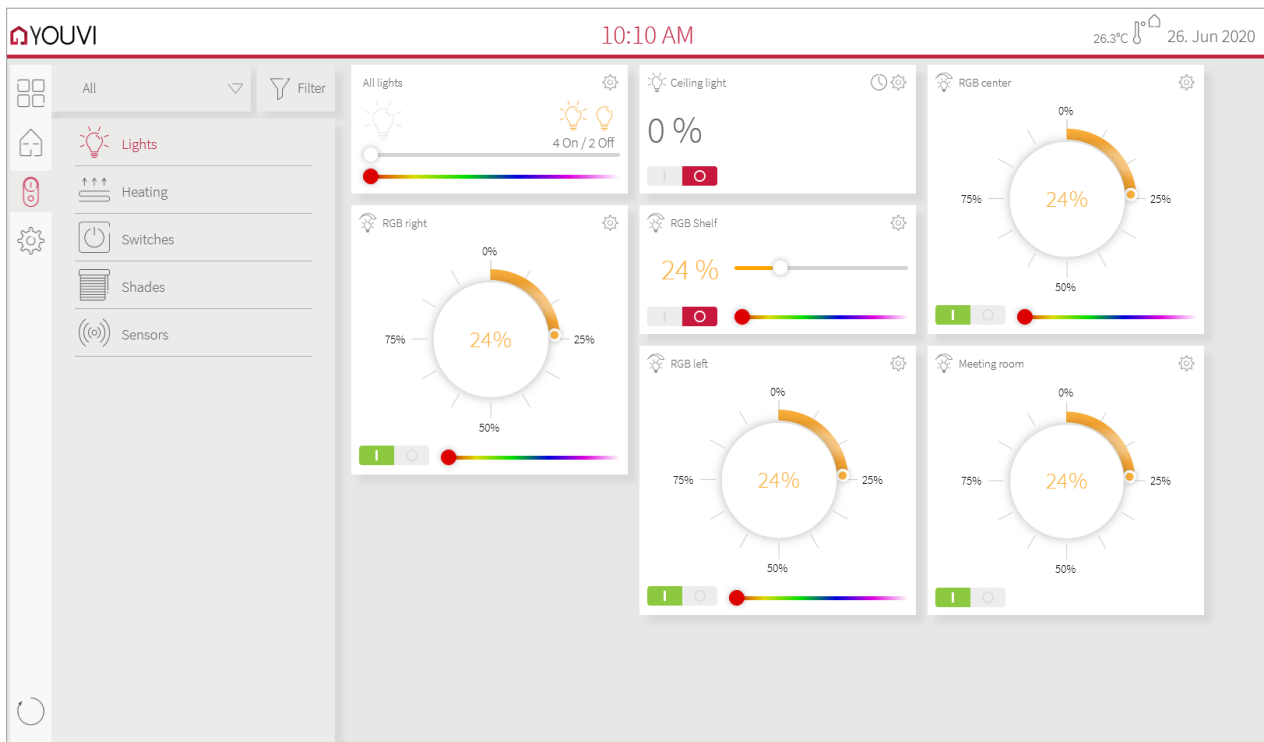 YOUVI
10:10 AM
26.3°C
26. Jun 2020
All
Filter
Lights
Heating
Switches
Shades
Sensors
All lights
4 On / 2 Off
Ceiling light
0 %
I O
RGB center
0%
75%
24%
25%
50%
I O
RGB right
0%
75%
24%
25%
50%
I O
RGB Shelf
24 %
I O
RGB left
0%
75%
24%
25%
50%
I O
Meeting room
0%
75%
24%
25%
50%
I O